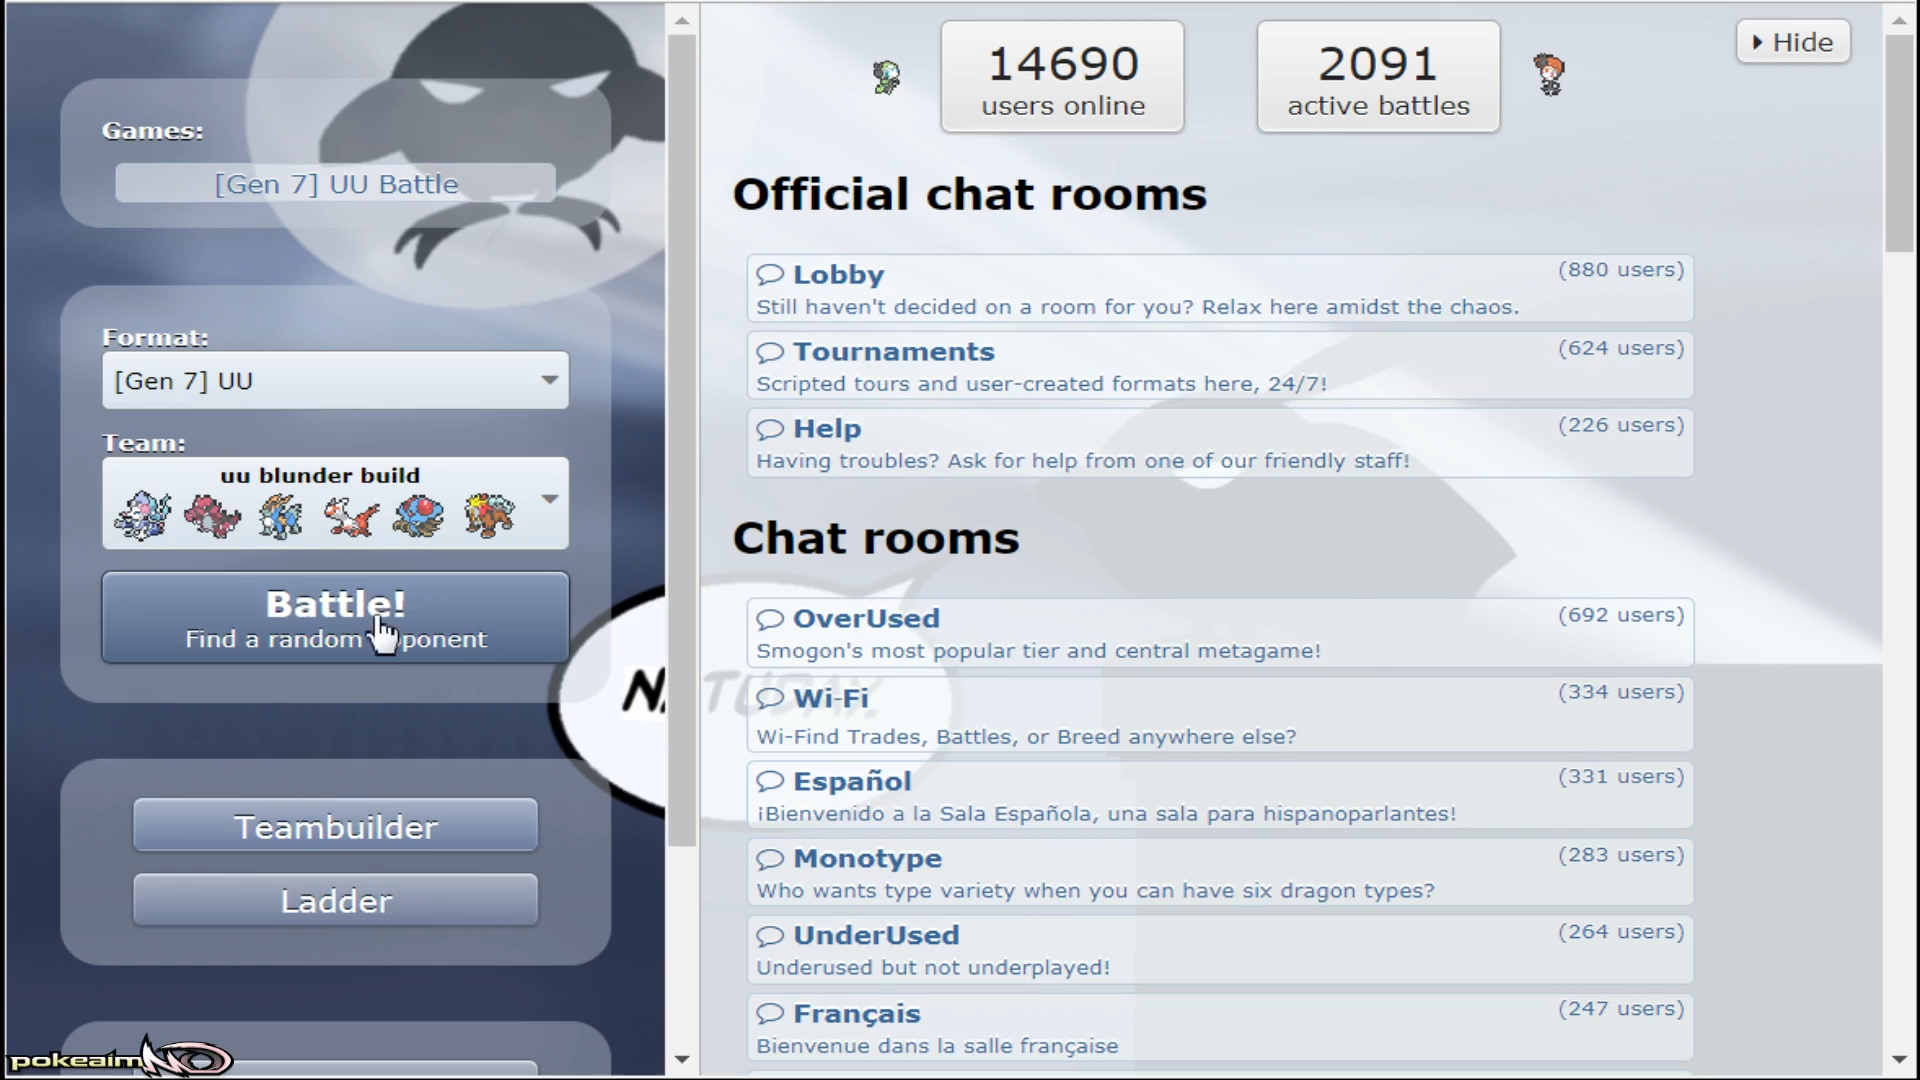 Games:
[Gen 7] UU Battle
Format:
[Gen 7] UU
Team:
uu blunder build
Battle!
Find a random ponent
Teambuilder
Ladder
pokeaimMD
14690
users online
2091
active battles
Hide
Official chat rooms
Lobby (880 users)
Still haven't decided on a room for you? Relax here amidst the chaos.
Tournaments (624 users)
Scripted tours and user-created formats here, 24/7!
Help (226 users)
Having troubles? Ask for help from one of our friendly staff!
Chat rooms
OverUsed (692 users)
Smogon's most popular tier and central metagame!
Wi-Fi (334 users)
Wi-Find Trades, Battles, or Breed anywhere else?
Español (331 users)
¡Bienvenido a la Sala Española, una sala para hispanoparlantes!
Monotype (283 users)
Who wants type variety when you can have six dragon types?
UnderUsed (264 users)
Underused but not underplayed!
Français (247 users)
Bienvenue dans la salle française